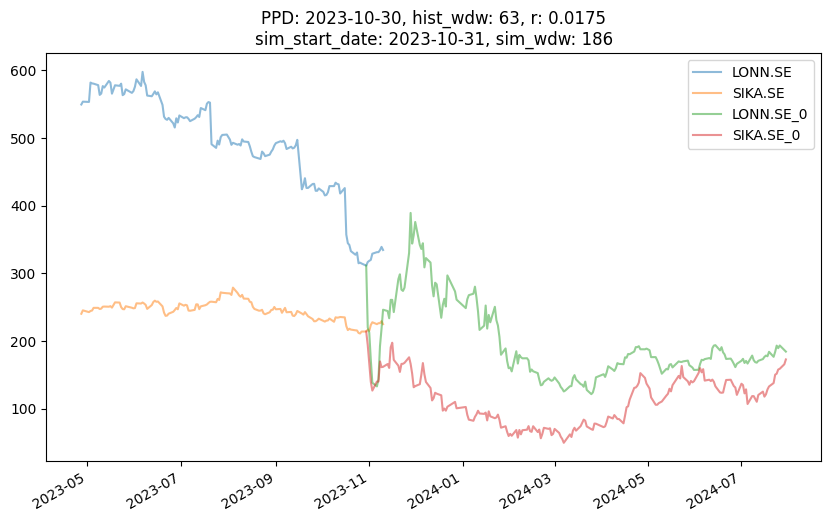 PPD: 2023-10-30, hist_wdw: 63, r: 0.0175
sim_start_date: 2023-10-31, sim_wdw: 186
LONN.SE
SIKA.SE
LONN.SE_0
SIKA.SE_0
600
500
400
300
200
100
2023-05
2023-07
2023-09
2023-11
2024-01
2024-03
2024-05
2024-07